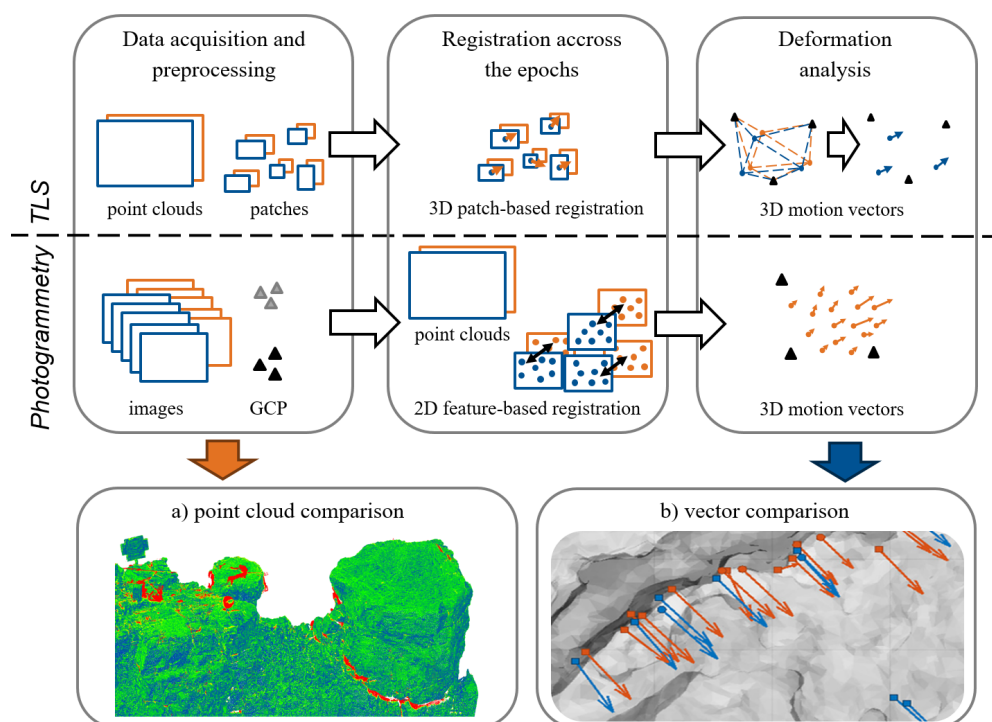 Data acquisition and
preprocessing
Registration accross
the epochs
Deformation
analysis
TLS
point clouds
patches
3D patch-based registration
3D motion vectors
Photogrammetry
point clouds
images
GCP
2D feature-based registration
3D motion vectors
a) point cloud comparison
b) vector comparison